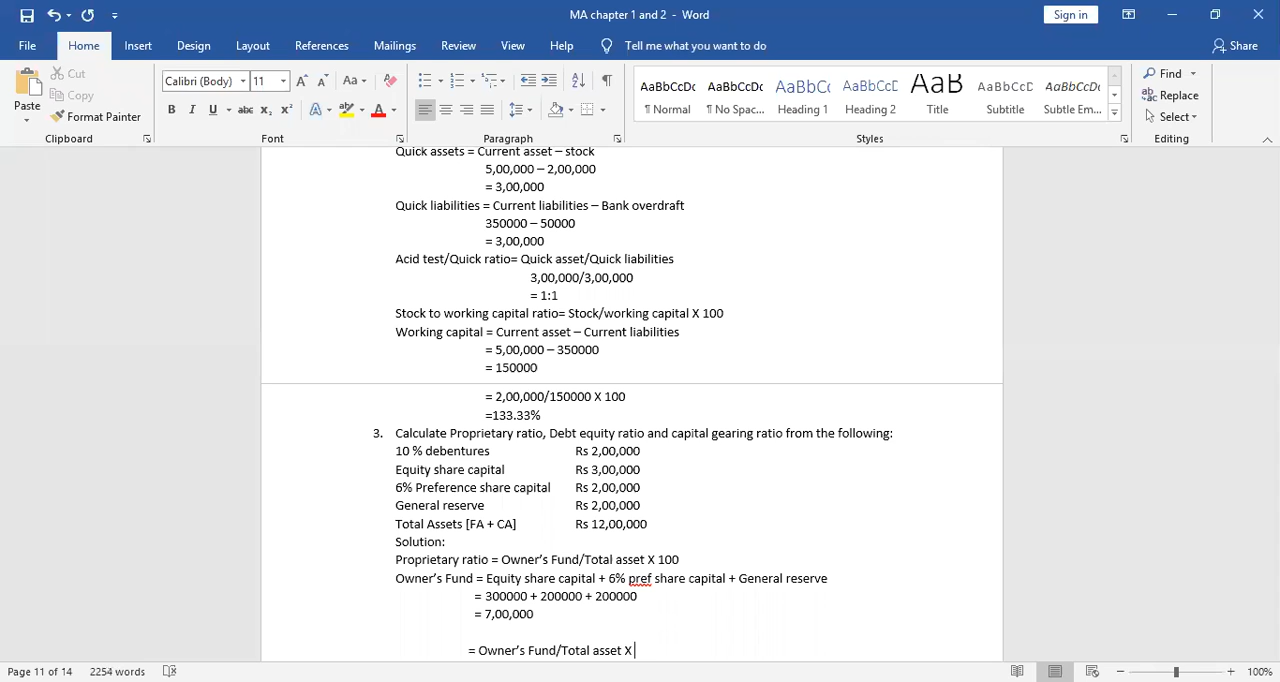 MA chapter 1 and 2 - Word
Sign in
File Home Insert Design Layout References Mailings Review View Help Tell me what you want to do Share
Paste
Cut
Copy
Format Painter
Clipboard
Calibri (Body) 11
Font
Paragraph
AaBbCcDc AaBbCcDc AaBbCc AaBbCcD AaB AaBbCcD AaBbCcDc
¶ Normal ¶ No Spac... Heading 1 Heading 2 Title Subtitle Subtle Em...
Styles
Find
Replace
Select
Editing
Quick assets = Current asset – stock
5,00,000 – 2,00,000
= 3,00,000
Quick liabilities = Current liabilities – Bank overdraft
350000 – 50000
= 3,00,000
Acid test/Quick ratio= Quick asset/Quick liabilities
3,00,000/3,00,000
= 1:1
Stock to working capital ratio= Stock/working capital X 100
Working capital = Current asset – Current liabilities
= 5,00,000 – 350000
= 150000
= 2,00,000/150000 X 100
=133.33%
3. Calculate Proprietary ratio, Debt equity ratio and capital gearing ratio from the following:
10 % debentures Rs 2,00,000
Equity share capital Rs 3,00,000
6% Preference share capital Rs 2,00,000
General reserve Rs 2,00,000
Total Assets [FA + CA] Rs 12,00,000
Solution:
Proprietary ratio = Owner's Fund/Total asset X 100
Owner's Fund = Equity share capital + 6% pref share capital + General reserve
= 300000 + 200000 + 200000
= 7,00,000
= Owner's Fund/Total asset X
Page 11 of 14 2254 words 100%